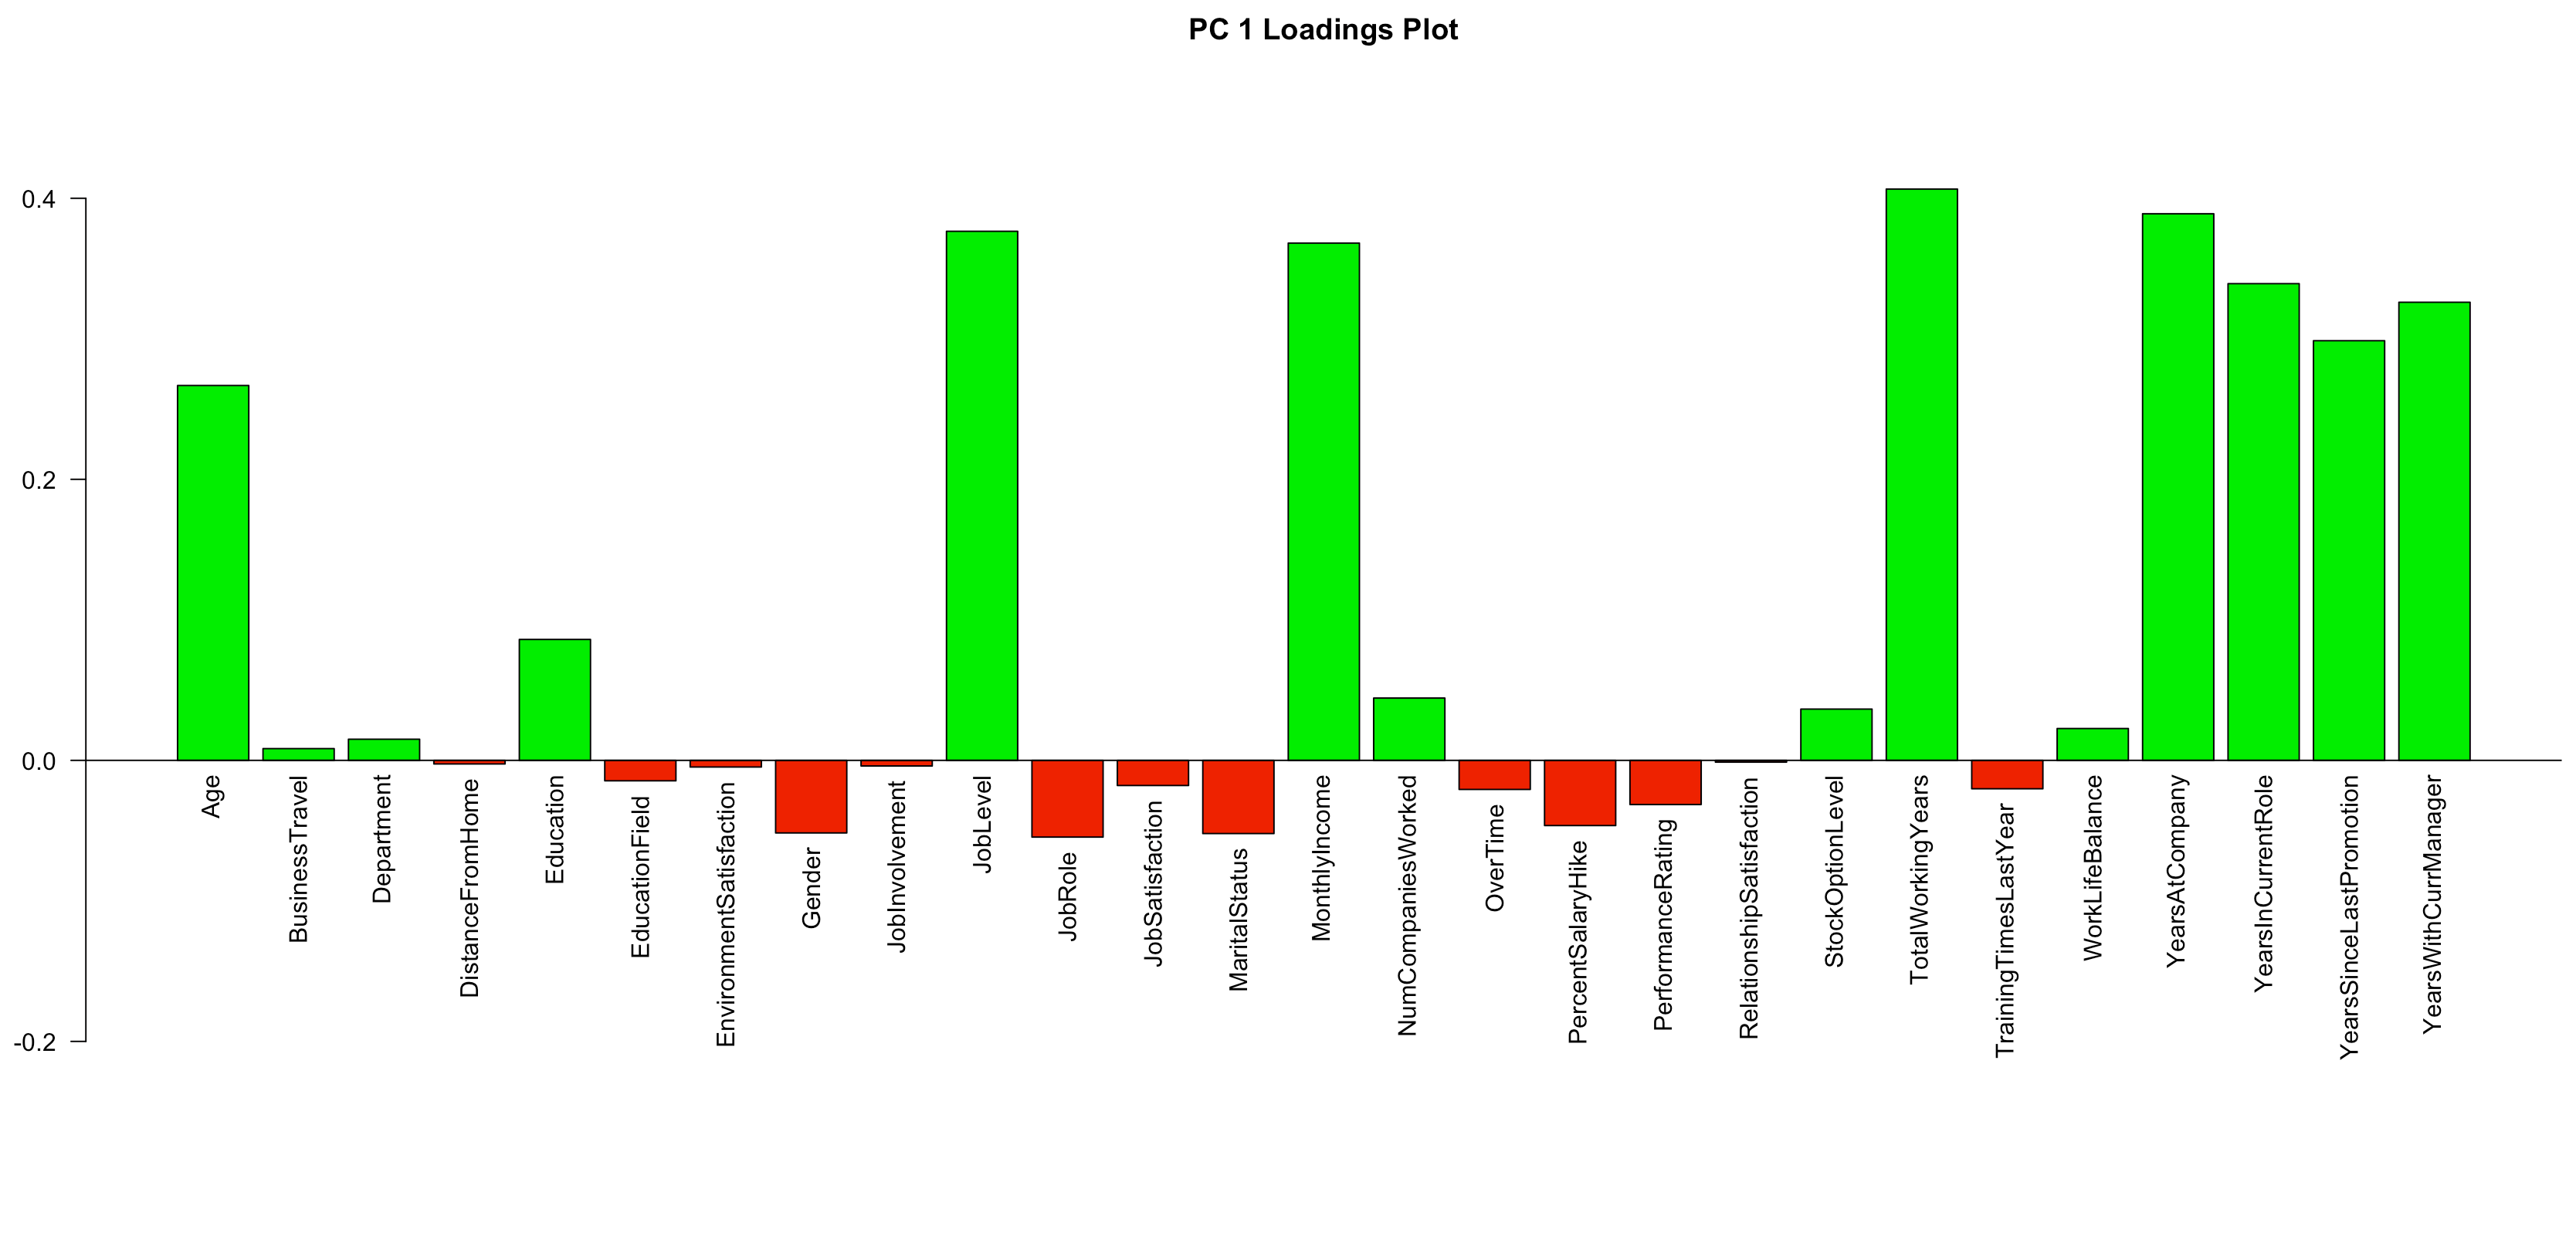 PC 1 Loadings Plot
0.4
0.2
0.0
-0.2
Age
BusinessTravel
Department
DistanceFromHome
Education
EducationField
EnvironmentSatisfaction
Gender
JobInvolvement
JobLevel
JobRole
JobSatisfaction
MaritalStatus
MonthlyIncome
NumCompaniesWorked
OverTime
PercentSalaryHike
PerformanceRating
RelationshipSatisfaction
StockOptionLevel
TotalWorkingYears
TrainingTimesLastYear
WorkLifeBalance
YearsAtCompany
YearsInCurrentRole
YearsSinceLastPromotion
YearsWithCurrManager